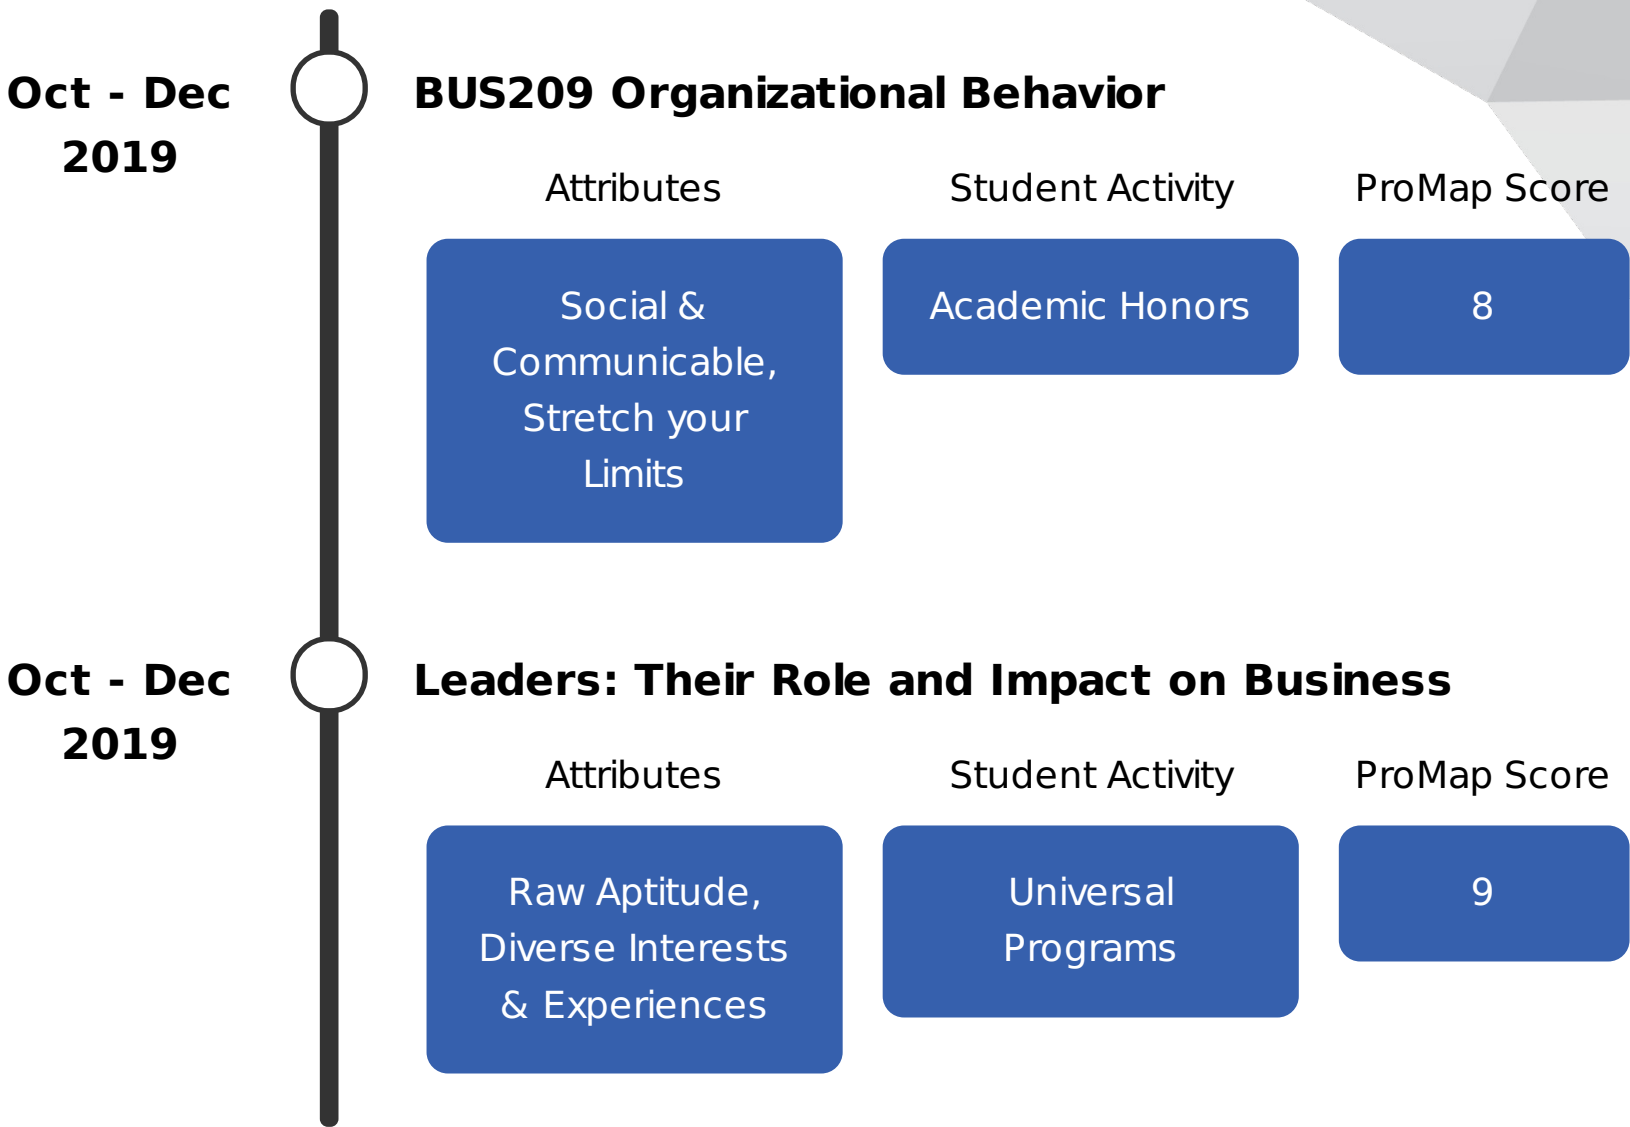 Oct - Dec
2019
BUS209 Organizational Behavior
Attributes
Student Activity
ProMap Score
Social &
Communicable,
Stretch your
Limits
Academic Honors
8
Oct - Dec
2019
Leaders: Their Role and Impact on Business
Attributes
Student Activity
ProMap Score
Raw Aptitude,
Diverse Interests
& Experiences
Universal
Programs
9